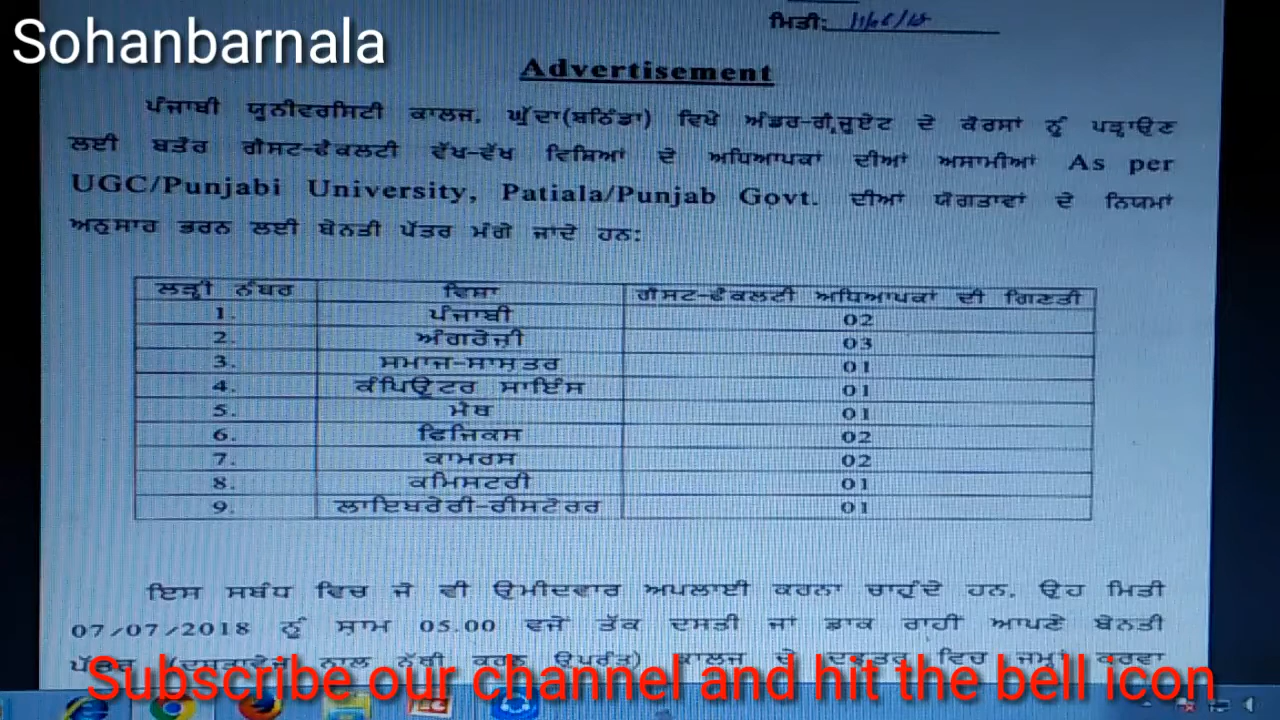 Sohanbarnala
ਮਿਤੀ:
Advertisement
ਪੰਜਾਬੀ ਯੂਨੀਵਰਸਿਟੀ ਕਾਲਜ, ਘੁੱਦਾ(ਬਠਿੰਡਾ) ਵਿਖੇ ਅੰਡਰ-ਗ੍ਰੈਜੂਏਟ ਦੇ ਕੋਰਸਾਂ ਨੂੰ ਪੜ੍ਹਾਉਣ
ਲਈ ਬਤੌਰ ਗੈਸਟ-ਫੈਕਲਟੀ ਵੱਖ-ਵੱਖ ਵਿਸ਼ਿਆਂ ਦੇ ਅਧਿਆਪਕਾਂ ਦੀਆਂ ਅਸਾਮੀਆਂ As per
UGC/Punjabi University, Patiala/Punjab Govt. ਦੀਆਂ ਯੋਗਤਾਵਾਂ ਦੇ ਨਿਯਮਾਂ
ਅਨੁਸਾਰ ਭਰਨ ਲਈ ਬੇਨਤੀ ਪੱਤਰ ਮੰਗੇ ਜਾਂਦੇ ਹਨ:
ਲੜ੍ਹੀ ਨੰਬਰ ਵਿਸ਼ਾ ਗੈਸਟ-ਫੈਕਲਟੀ ਅਧਿਆਪਕਾਂ ਦੀ ਗਿਣਤੀ
1. ਪੰਜਾਬੀ 02
2. ਅੰਗਰੇਜ਼ੀ 03
3. ਸਮਾਜ-ਸਾਸ਼ਤਰ 01
4. ਕੰਪਿਊਟਰ ਸਾਇੰਸ 01
5. ਮੈਥ 01
6. ਫਿਜਿਕਸ 02
7. ਕਾਮਰਸ 02
8. ਕਮਿਸਟਰੀ 01
9. ਲਾਇਬਰੇਰੀ-ਰੀਸਟੋਰਰ 01
ਇਸ ਸਬੰਧ ਵਿਚ ਜੋ ਵੀ ਉਮੀਦਵਾਰ ਅਪਲਾਈ ਕਰਨਾ ਚਾਹੁੰਦੇ ਹਨ, ਉਹ ਮਿਤੀ
07/07/2018 ਨੂੰ ਸ਼ਾਮ 05.00 ਵਜੇ ਤੱਕ ਦਸਤੀ ਜਾਂ ਡਾਕ ਰਾਹੀਂ ਆਪਣੇ ਬੇਨਤੀ
ਕਾਲਜ ਦੇ ਦਫਤਰ ਵਿਚ ਜਮ੍ਹਾਂ ਕਰਵਾ
Subscribe our channel and hit the bell icon